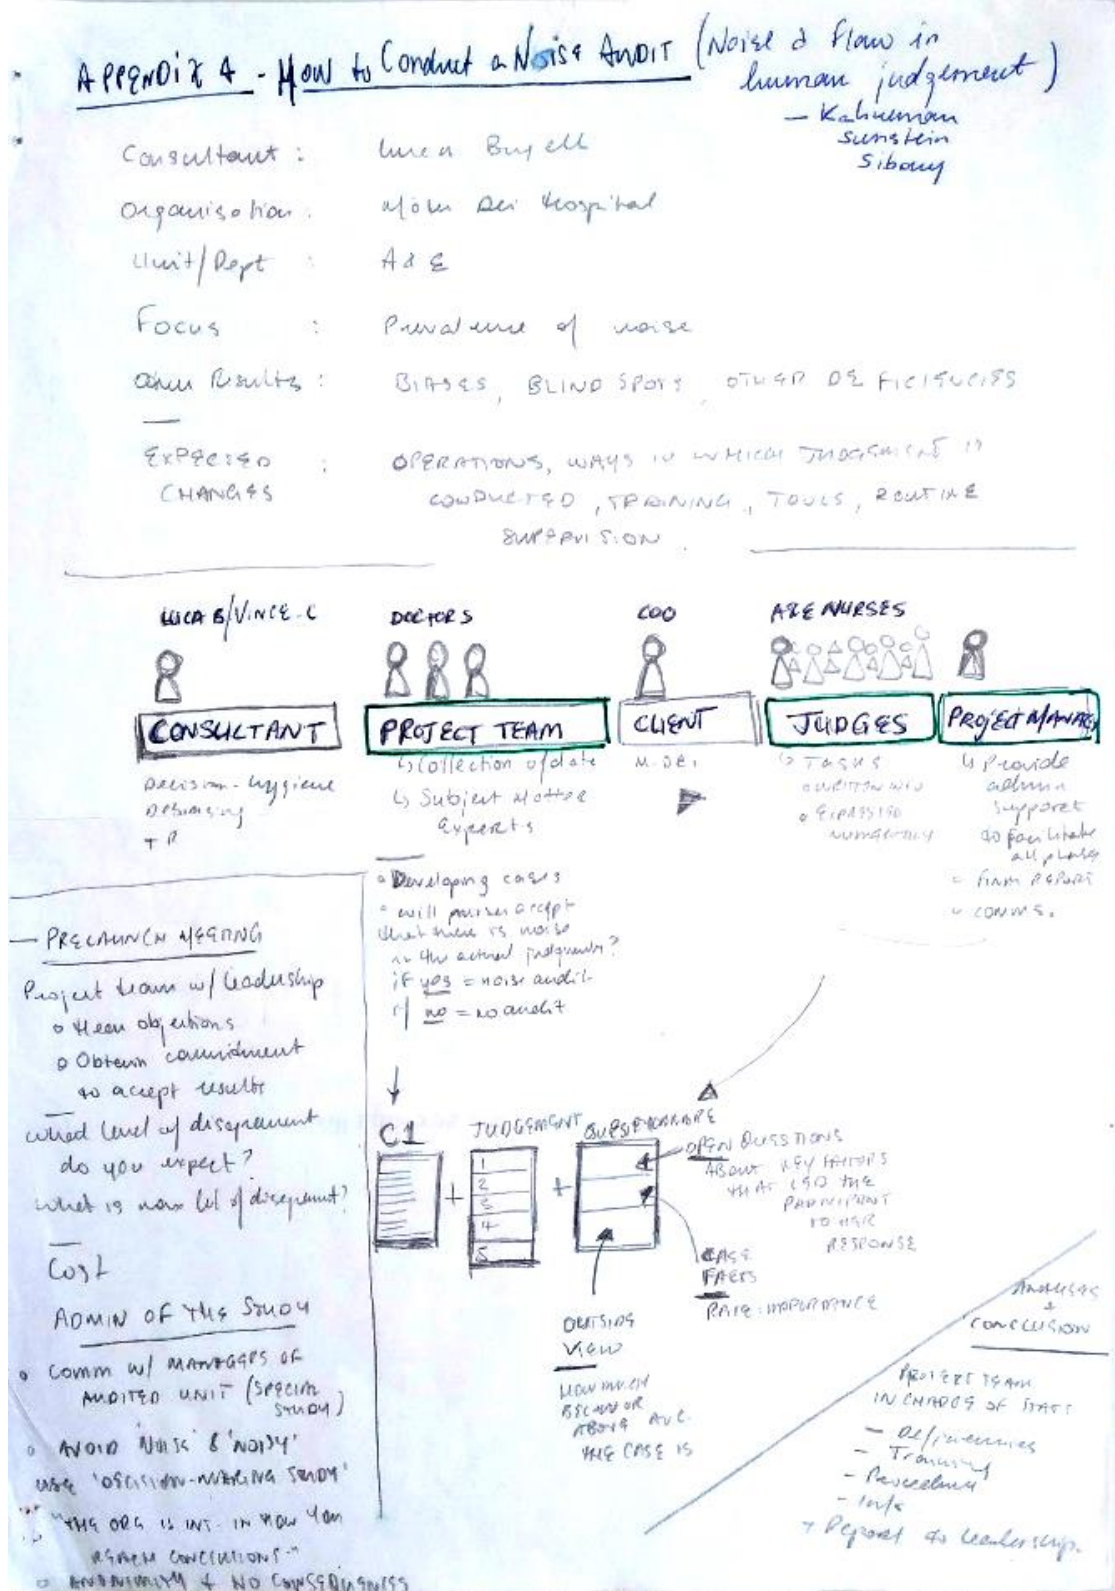 APPENDIX 4 - How to Conduct a Noise AUDIT (Noise a flaw in
human judgement)
- Kahneman
Sunstein
Sibony
Consultant :
Organisation : Hospital
Unit/Dept : A & E
Focus : Prevalence of noise
Other Results : BIASES, BLIND SPOTS, OTHER DEFICIENCIES
EXPECTED : OPERATIONS, WAYS IN WHICH JUDGEMENT IS
CHANGES CONDUCTED, TRAINING, TOOLS, ROUTINE
SUPERVISION
LUCA B/VINCE-C
CONSULTANT
Decision-hygiene
Debiasing
DOCTORS
PROJECT TEAM
↳ Collection of data
↳ Subject Matter
Experts
o Developing cases
o will nurses accept
that there is noise
in the actual judgments?
if yes = noise audit
if no = no audit
COO
CLIENT
A&E NURSES
JUDGES
↳ TASKS
o WRITTEN
o EXPRESSED
NUMERICALLY
PROJECT MANAGER
↳ Provide
admin
support
to facilitate
all phases
- FINAL REPORT
- COMMS.
- PRELAUNCH MEETING
Project team w/ leadership
o Hear objections
o Obtain commitment
to accept results
What level of disagreement
do you expect?
What is max lvl of disagreement?
Cost
ADMIN OF THE STUDY
o COMM W/ MANAGERS OF
AUDITED UNIT (SPECIAL
STUDY)
o AVOID 'NOISE' & 'NOISY'
USE 'DECISION-MAKING STUDY'
"THE ORG IS INT. IN HOW YOU
REACH CONCLUSIONS."
o ANONYMITY & NO CONSEQUENCES
C1
+
JUDGEMENT
1
2
3
4
5
+
QUESTIONNAIRE
OPEN QUESTIONS
ABOUT KEY FACTORS
THAT LED THE
PARTICIPANT
TO HER
RESPONSE
CASE
FACTS
RATE IMPORTANCE
OUTSIDE
VIEW
HOW MUCH
BELOW OR
ABOVE AVE.
THE CASE IS
ANALYSES
+
CONCLUSION
PROJECT TEAM
IN CHARGE OF STATS
- Deficiencies
- Training
- Procedures
- Info
→ Report to leadership.